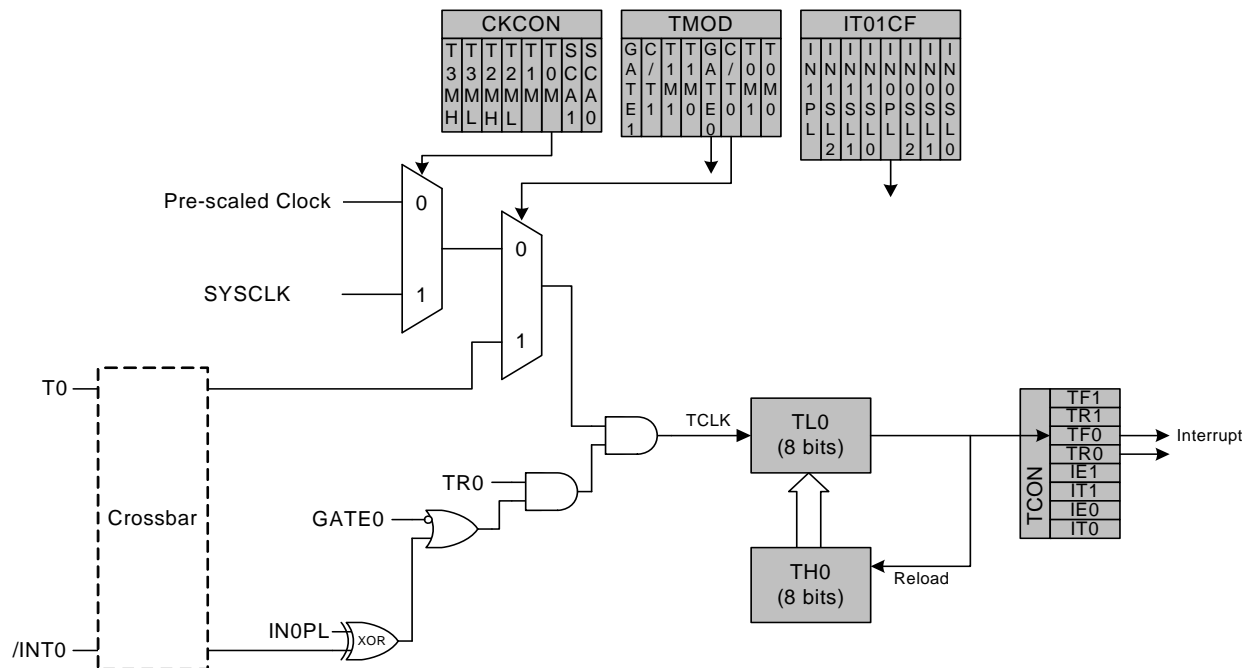 CKCON
T3MH T3ML T2MH T2ML T1M T0M SCA1 SCA0
TMOD
GATE1 C/T1 T1M1 T1M0 GATE0 C/T0 T0M1 T0M0
IT01CF
IN1PL IN1SL2 IN1SL1 IN1SL0 IN0PL IN0SL2 IN0SL1 IN0SL0
Pre-scaled Clock
0
SYSCLK
1
0
1
T0
Crossbar
/INT0
TR0
GATE0
IN0PL
XOR
TCLK
TL0
(8 bits)
TH0
(8 bits)
Reload
TCON
TF1
TR1
TF0
TR0
IE1
IT1
IE0
IT0
Interrupt